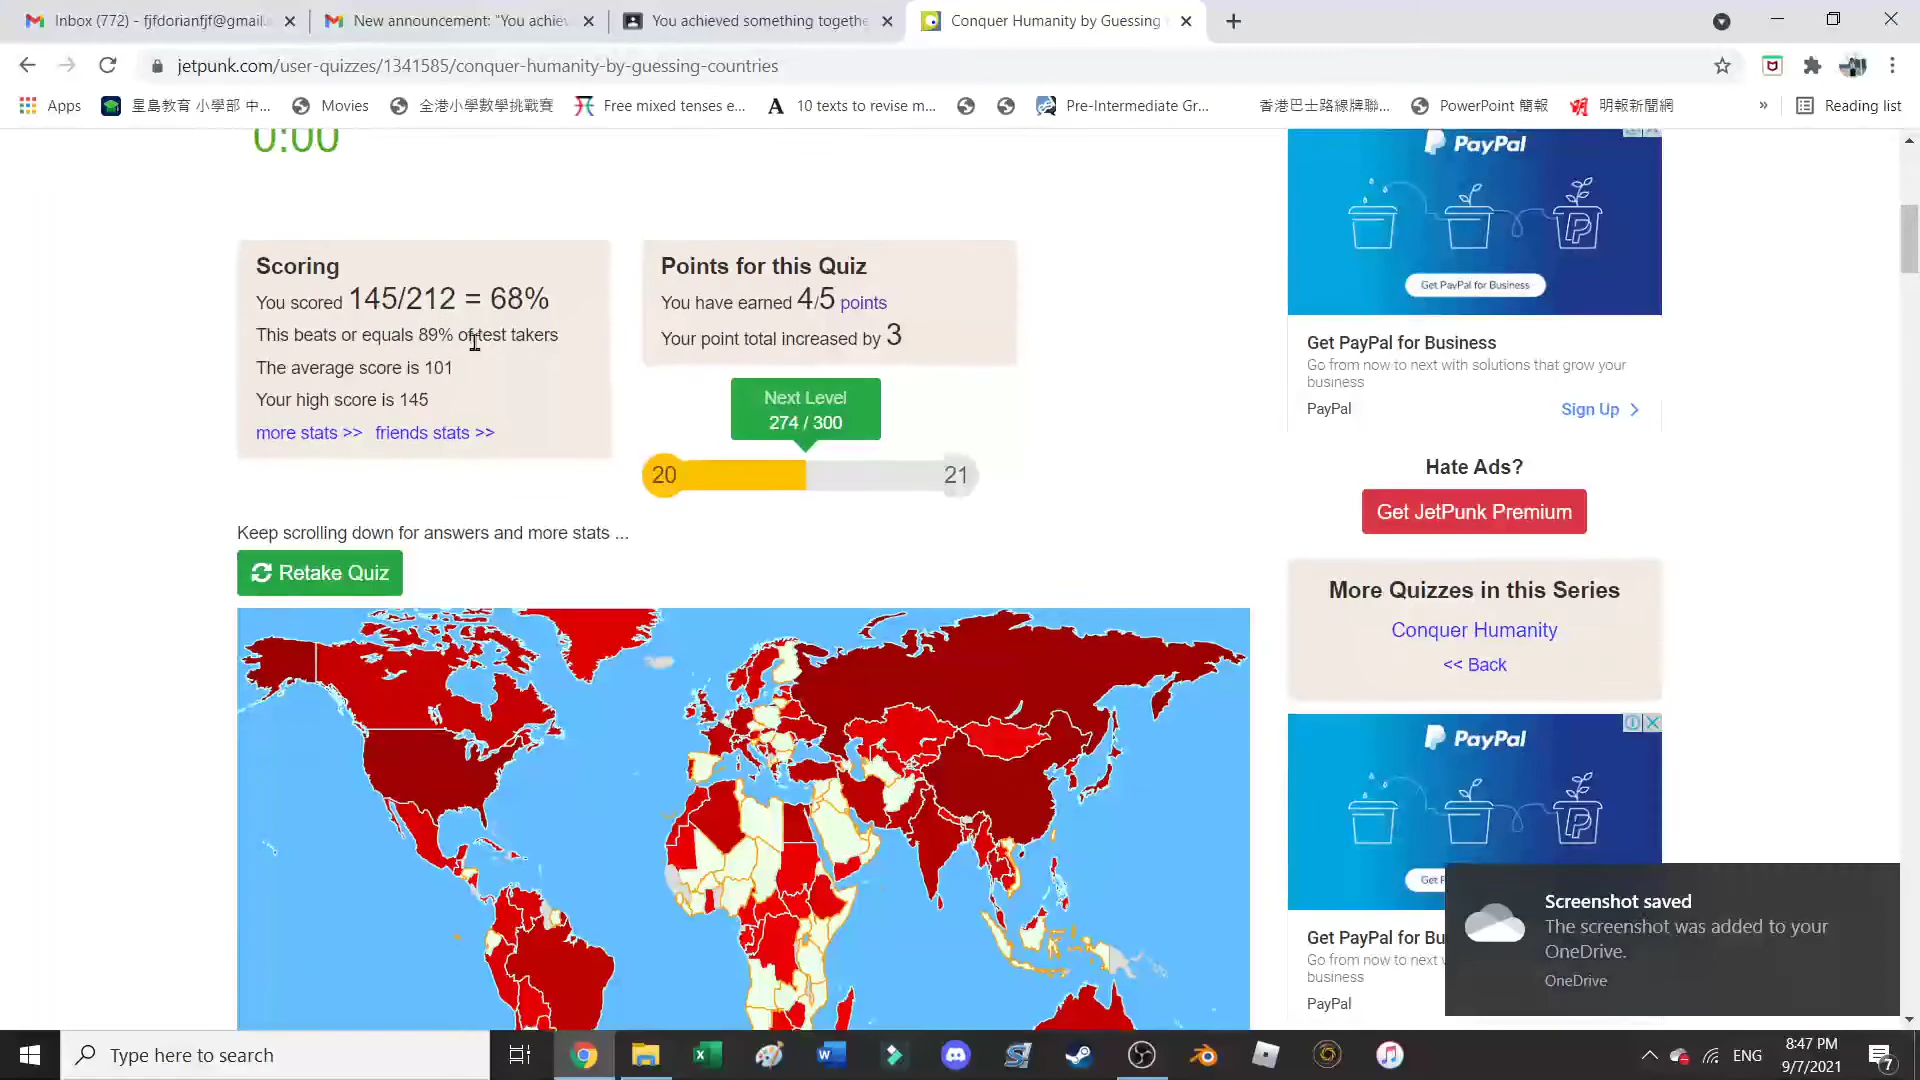 Inbox (772) - fjfdorianfjf@gmail.
New announcement: "You achiev
You achieved something togethe
Conquer Humanity by Guessing
jetpunk.com/user-quizzes/1341585/conquer-humanity-by-guessing-countries
Apps
星島教育 小學部 中...
Movies
全港小學數學挑戰賽
Free mixed tenses e...
10 texts to revise m...
Pre-Intermediate Gr...
香港巴士路線牌聯...
PowerPoint 簡報
明報新聞網
»
Reading list
0:00
Scoring
You scored 145/212 = 68%
This beats or equals 89% of test takers
The average score is 101
Your high score is 145
more stats >> friends stats >>
Points for this Quiz
You have earned 4/5 points
Your point total increased by 3
Next Level
274 / 300
20
21
Keep scrolling down for answers and more stats ...
Retake Quiz
PayPal
Get PayPal for Business
Get PayPal for Business
Go from now to next with solutions that grow your
business
PayPal
Sign Up
Hate Ads?
Get JetPunk Premium
More Quizzes in this Series
Conquer Humanity
<< Back
PayPal
Get P
Get PayPal for Bu
Go from now to next
business
PayPal
Screenshot saved
The screenshot was added to your
OneDrive.
OneDrive
Type here to search
ENG
8:47 PM
9/7/2021
7